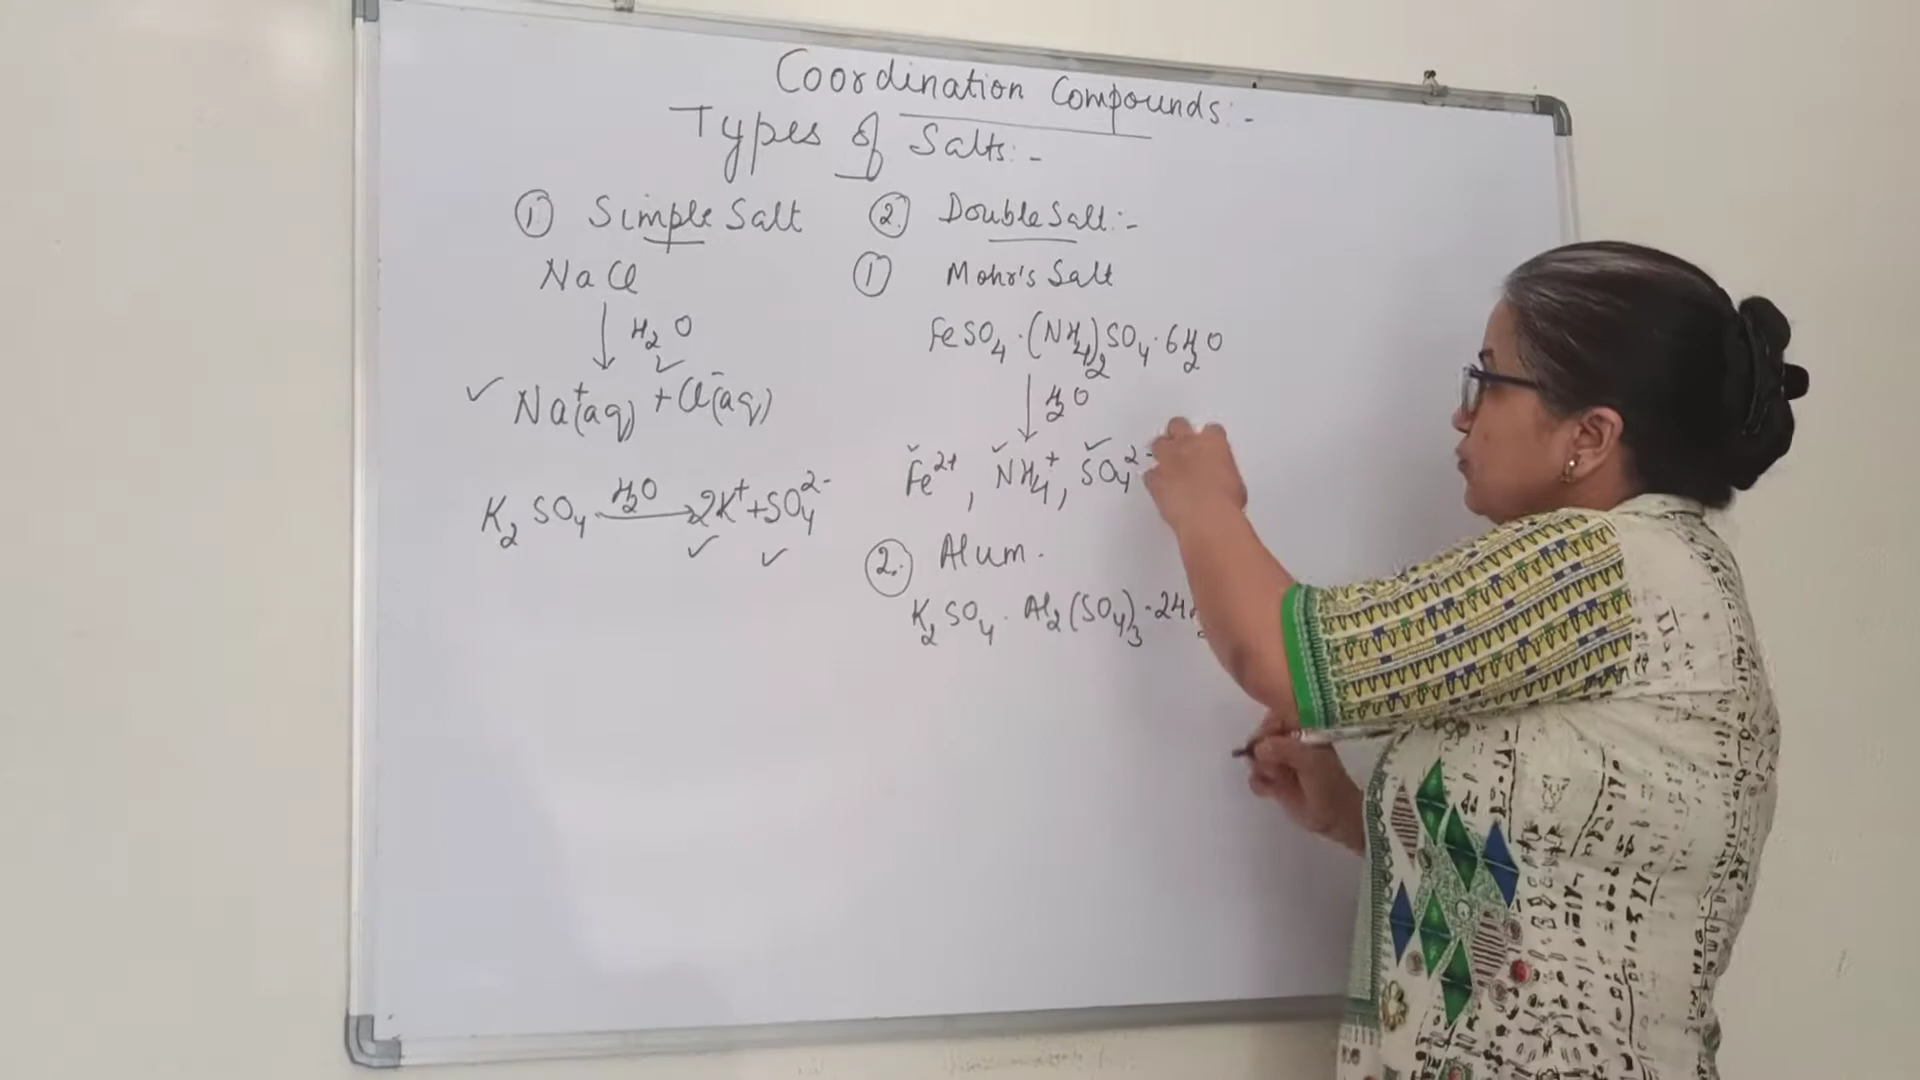 Coordination Compounds:-
Types of Salts:-
① Simple Salt
NaCl
↓ H₂O
✓ Na⁺(aq) + Cl⁻(aq)
K₂SO₄ —H₂O→ 2K⁺ + SO₄²⁻
② Double Salt:-
① Mohr's Salt
FeSO₄·(NH₄)₂SO₄·6H₂O
↓ H₂O
Fe²⁺, NH₄⁺, SO₄²⁻
②. Alum.
K₂SO₄·Al₂(SO₄)₃·24